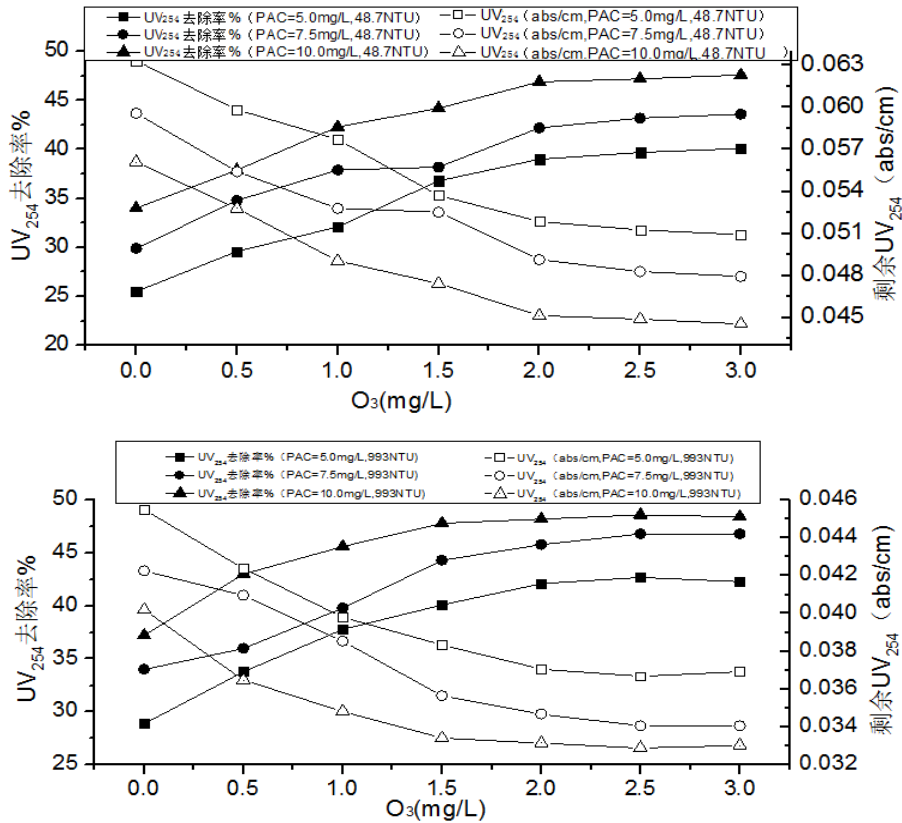 UV254去除率%（PAC=5.0mg/L,48.7NTU） UV254（abs/cm,PAC=5.0mg/L,48.7NTU）
UV254去除率%（PAC=7.5mg/L,48.7NTU） UV254（abs/cm,PAC=7.5mg/L,48.7NTU）
UV254去除率%（PAC=10.0mg/L,48.7NTU） UV254（abs/cm,PAC=10.0mg/L,48.7NTU）
50
45
40
35
30
25
20
UV254去除率%
0.063
0.060
0.057
0.054
0.051
0.048
0.045
剩余UV254（abs/cm)
0.0 0.5 1.0 1.5 2.0 2.5 3.0
O3(mg/L)
UV254去除率%（PAC=5.0mg/L,993NTU) UV254（abs/cm,PAC=5.0mg/L,993NTU)
UV254去除率%（PAC=7.5mg/L,993NTU) UV254（abs/cm,PAC=7.5mg/L,993NTU)
UV254去除率%（PAC=10.0mg/L,993NTU) UV254（abs/cm,PAC=10.0mg/L,993NTU)
50
45
40
35
30
25
UV254去除率%
0.046
0.044
0.042
0.040
0.038
0.036
0.034
0.032
剩余UV254（abs/cm)
0.0 0.5 1.0 1.5 2.0 2.5 3.0
O3(mg/L)